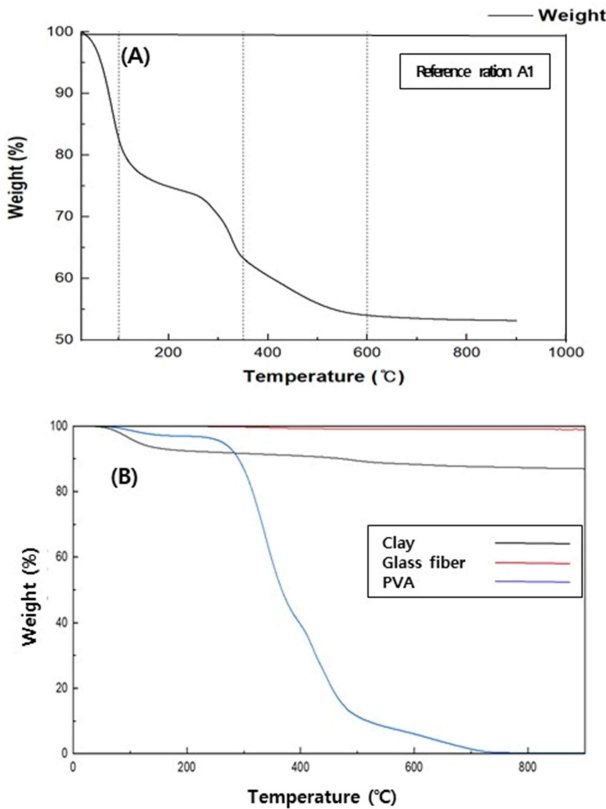 Weight
(A)
Reference ration A1
100
90
80
70
60
50
Weight (%)
200 400 600 800 1000
Temperature (℃)
(B)
Clay
Glass fiber
PVA
100
80
60
40
20
0
Weight (%)
0 200 400 600 800
Temperature (℃)